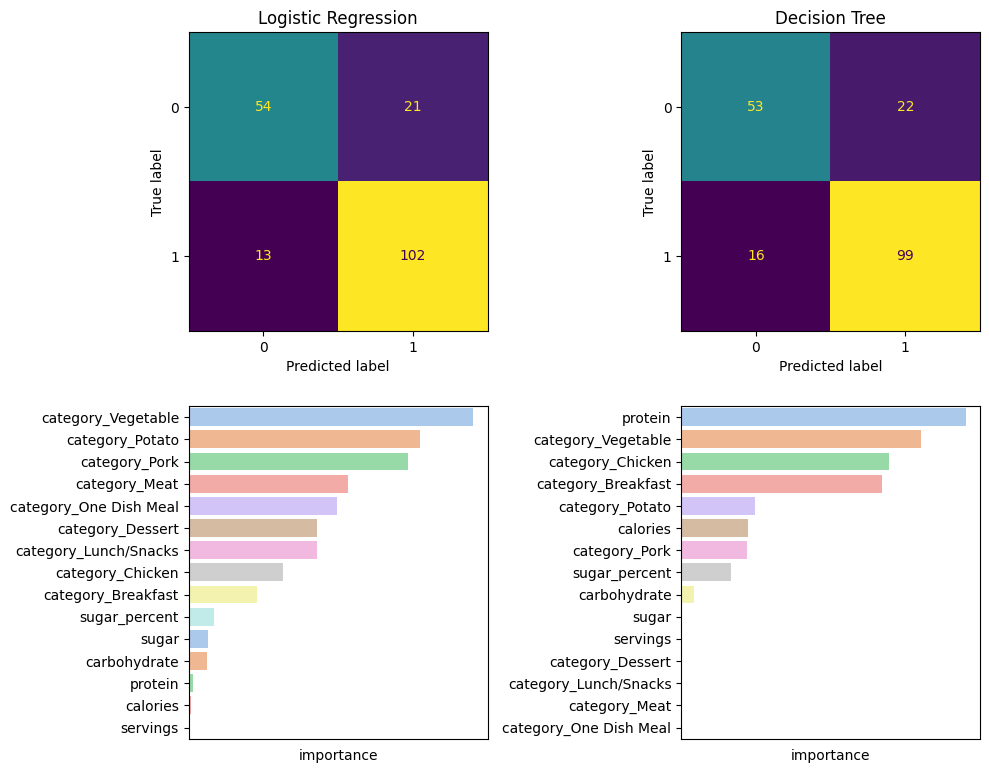 Logistic Regression
0
54
21
1
13
102
True label
0
1
Predicted label
Decision Tree
0
53
22
1
16
99
True label
0
1
Predicted label
category_Vegetable
category_Potato
category_Pork
category_Meat
category_One Dish Meal
category_Dessert
category_Lunch/Snacks
category_Chicken
category_Breakfast
sugar_percent
sugar
carbohydrate
protein
calories
servings
importance
protein
category_Vegetable
category_Chicken
category_Breakfast
category_Potato
calories
category_Pork
sugar_percent
carbohydrate
sugar
servings
category_Dessert
category_Lunch/Snacks
category_Meat
category_One Dish Meal
importance